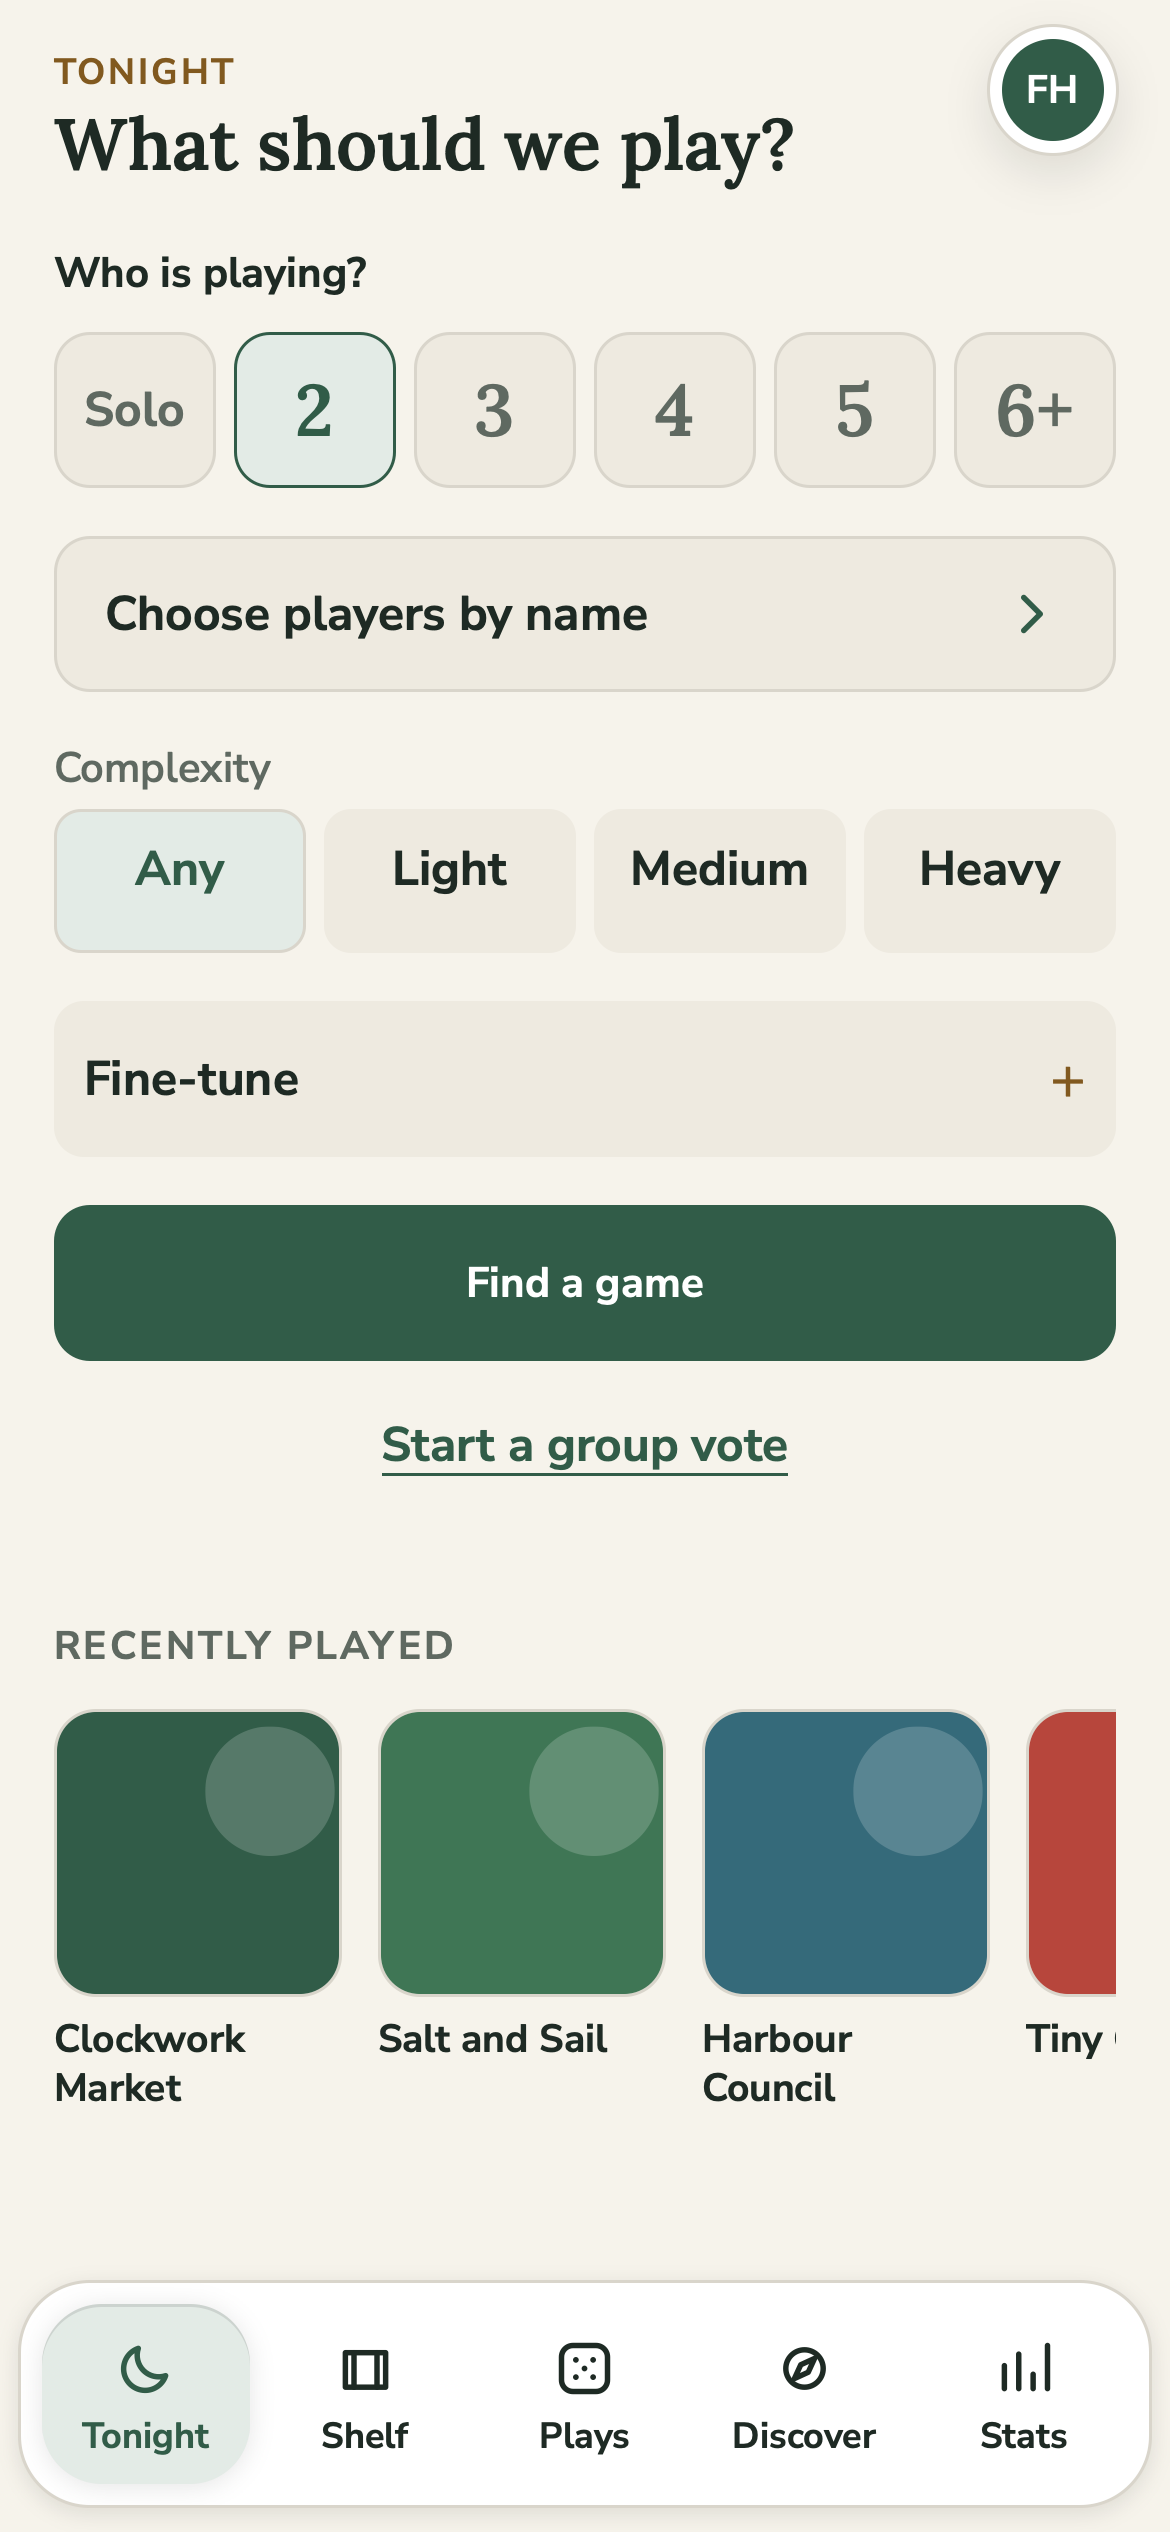 TONIGHT
FH
What should we play?
Who is playing?
Solo
2
3
4
5
6+
Choose players by name
Complexity
Any
Light
Medium
Heavy
Fine-tune
+
Find a game
Start a group vote
RECENTLY PLAYED
Clockwork
Market
Salt and Sail
Harbour
Council
Tiny
Tonight
Shelf
Plays
Discover
Stats